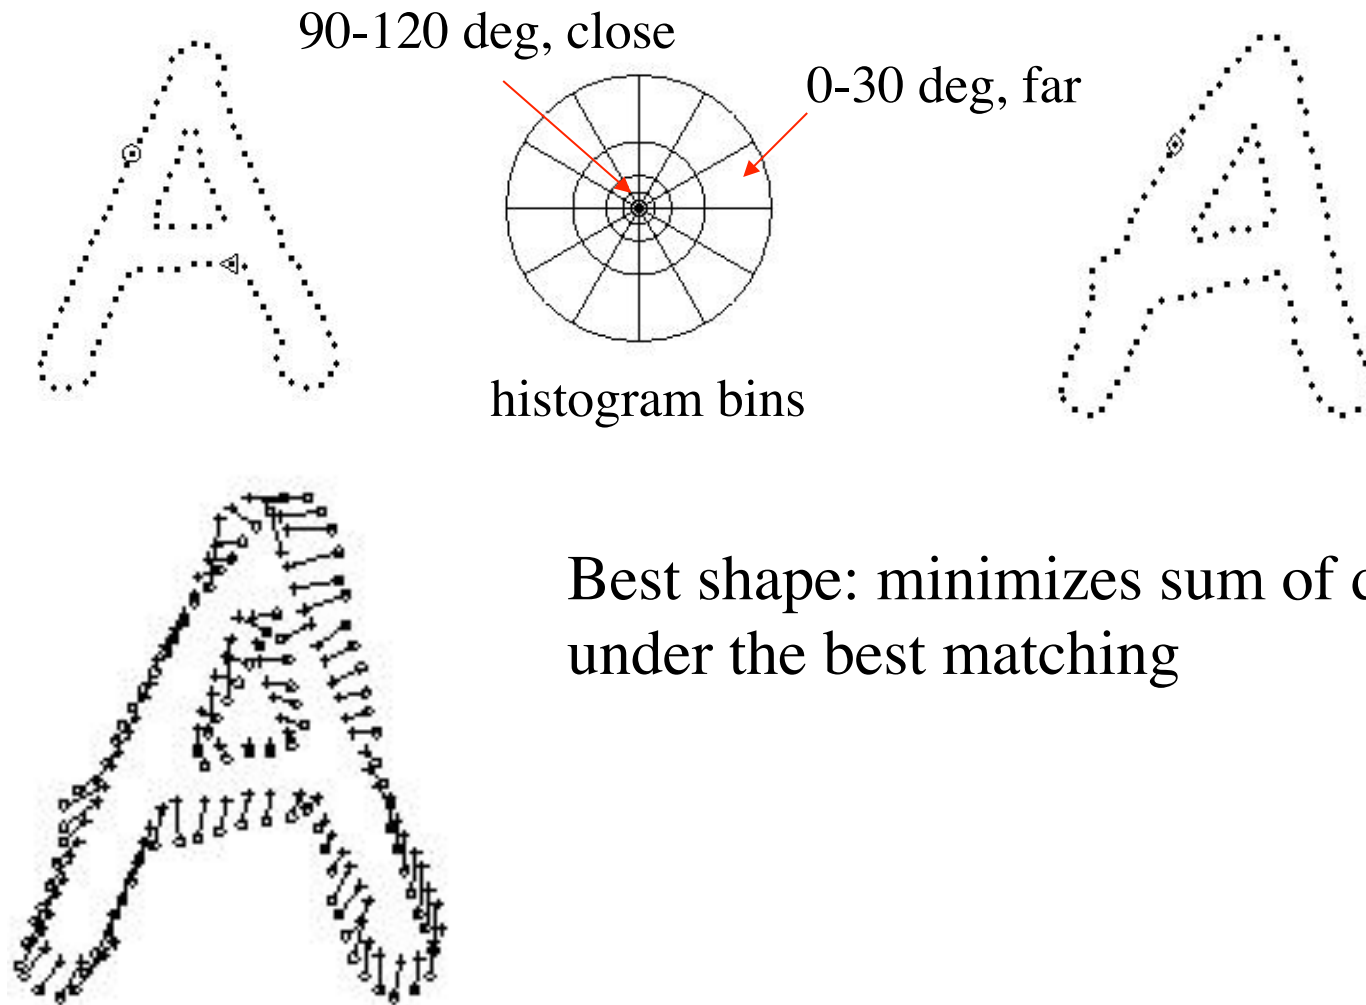 90-120 deg, close
0-30 deg, far
histogram bins
Best shape: minimizes sum of
under the best matching